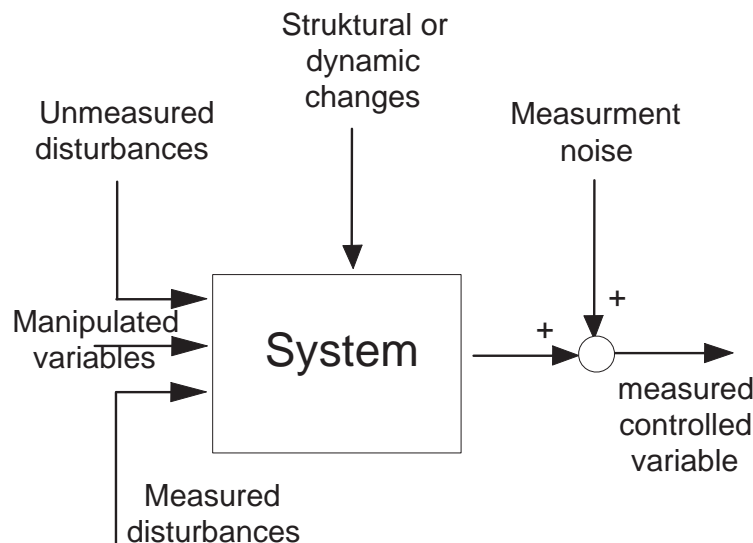 Struktural or
dynamic
changes
Unmeasured
disturbances
Measurment
noise
+
Manipulated
variables
System
+
measured
controlled
variable
Measured
disturbances